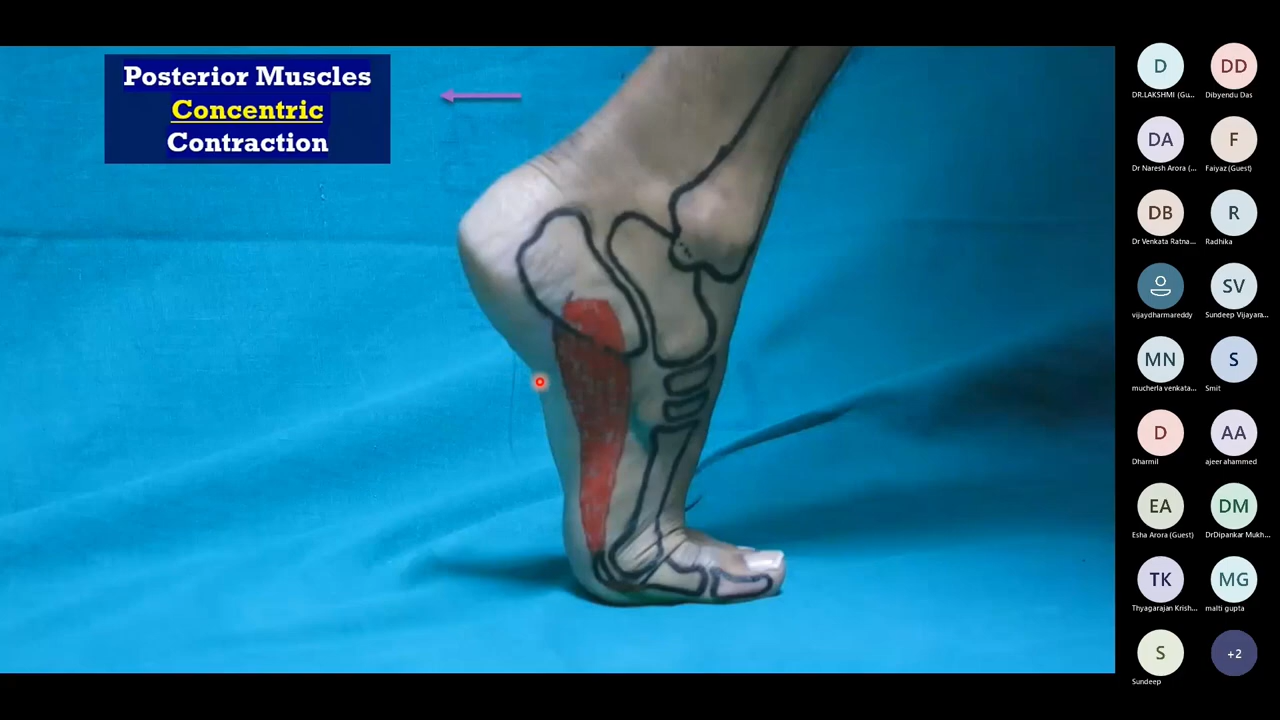 Posterior Muscles
Concentric
Contraction
D
DD
DR.LAKSHMI (Gu...
Dibyendu Das
DA
F
Dr Naresh Arora (...
Faiyaz (Guest)
DB
R
Dr Venkata Ratna...
Radhika
SV
vijaydharmareddy
Sundeep Vijayara...
MN
S
mucherla venkata...
Smit
D
AA
Dharmil
ajeer ahammed
EA
DM
Esha Arora (Guest)
DrDipankar Mukh...
TK
MG
Thyagarajan Krish...
malti gupta
S
+2
Sundeep